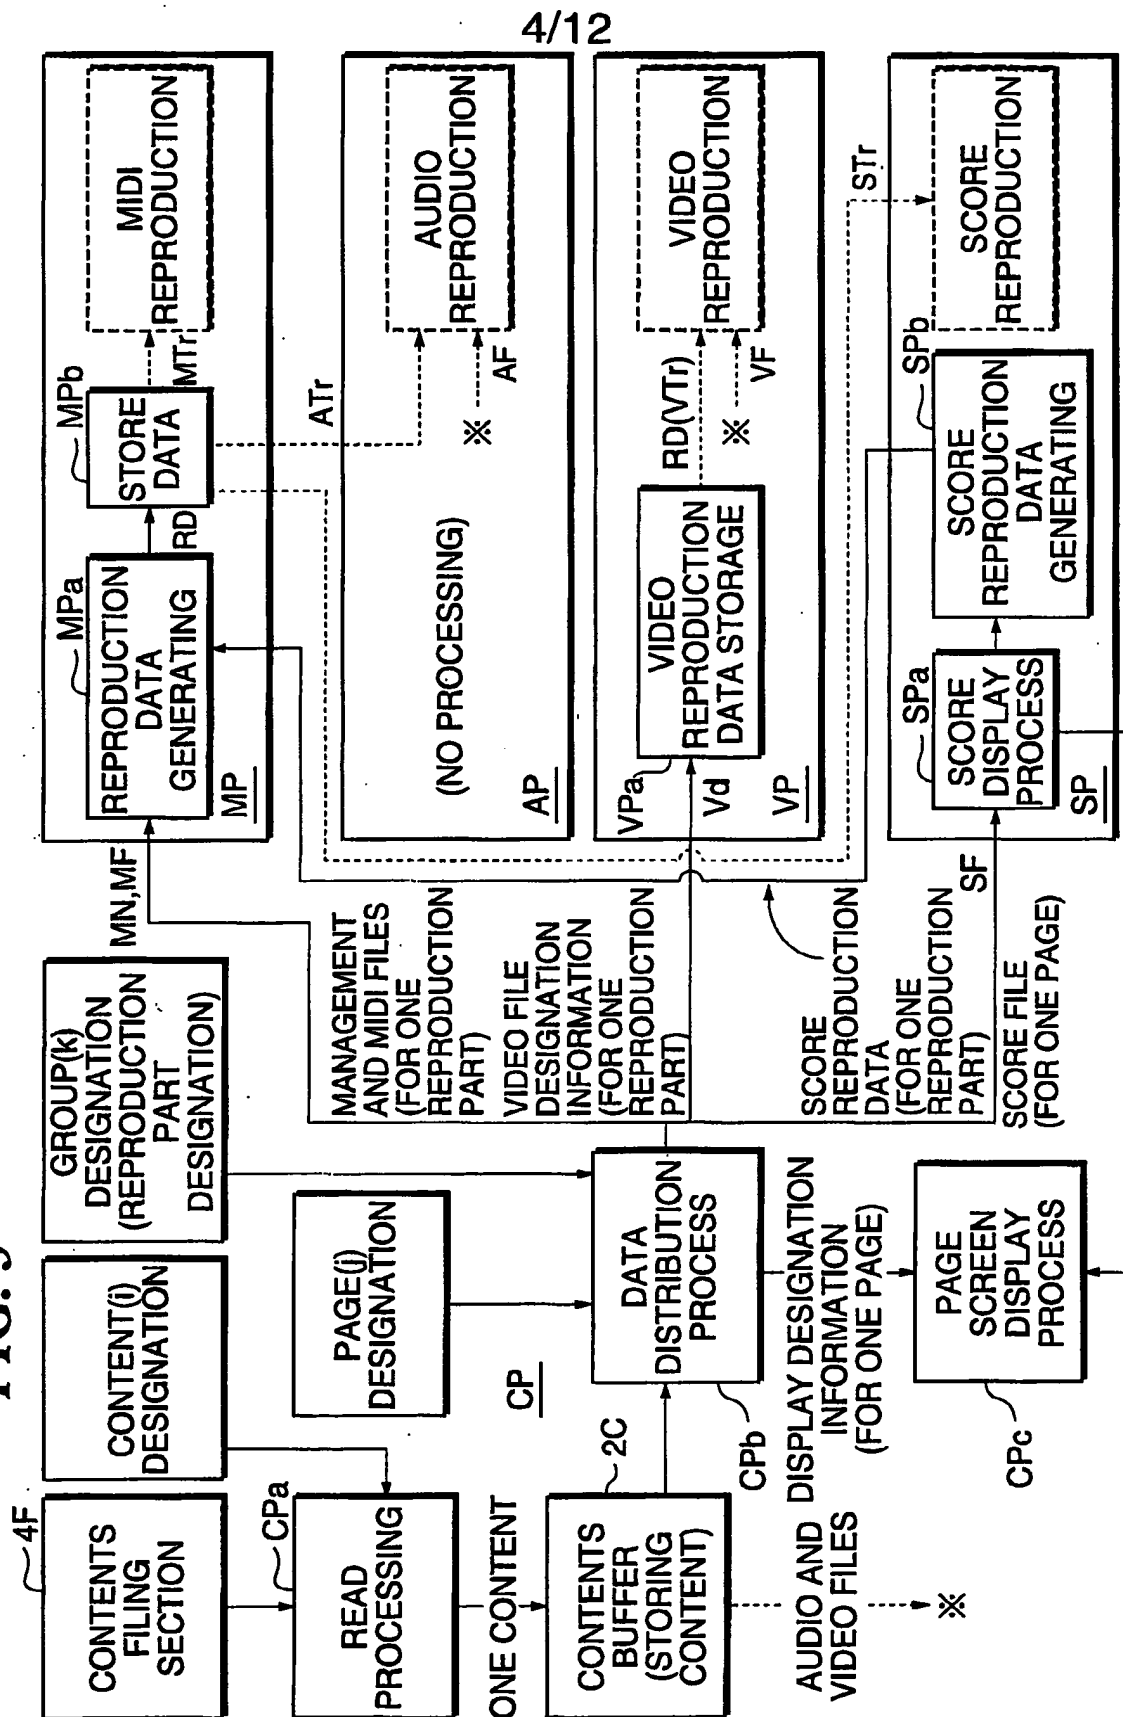 4/12
FIG.
4F
CONTENTS
FILING
SECTION
CONTENT(i)
DESIGNATION
GROUP(k)
DESIGNATION
(REPRODUCTION
PART
DESIGNATION)
CPa
READ
PROCESSING
PAGE(j)
DESIGNATION
ONE CONTENT
CP
2C
CONTENTS
BUFFER
(STORING
CONTENT)
CPb
DATA
DISTRIBUTION
PROCESS
AUDIO AND
VIDEO FILES
※
DISPLAY DESIGNATION
INFORMATION
(FOR ONE PAGE)
CPc
PAGE
SCREEN
DISPLAY
PROCESS
MN,MF
MANAGEMENT
AND MIDI FILES
(FOR ONE
REPRODUCTION
PART)
VIDEO FILE
DESIGNATION
INFORMATION
(FOR ONE
REPRODUCTION
PART)
SCORE
REPRODUCTION
DATA
(FOR ONE
REPRODUCTION
PART)
SF
SCORE FILE
(FOR ONE PAGE)
MPa
REPRODUCTION
DATA
GENERATING
MP
RD
MPb
STORE
DATA
MTr
MIDI
REPRODUCTION
ATr
(NO PROCESSING)
AP
AUDIO
REPRODUCTION
※
AF
VPa
Vd
VP
VIDEO
REPRODUCTION
DATA STORAGE
RD(VTr)
※
VF
VIDEO
REPRODUCTION
STr
SPa
SCORE
DISPLAY
PROCESS
SP
SPb
SCORE
REPRODUCTION
DATA
GENERATING
SCORE
REPRODUCTION